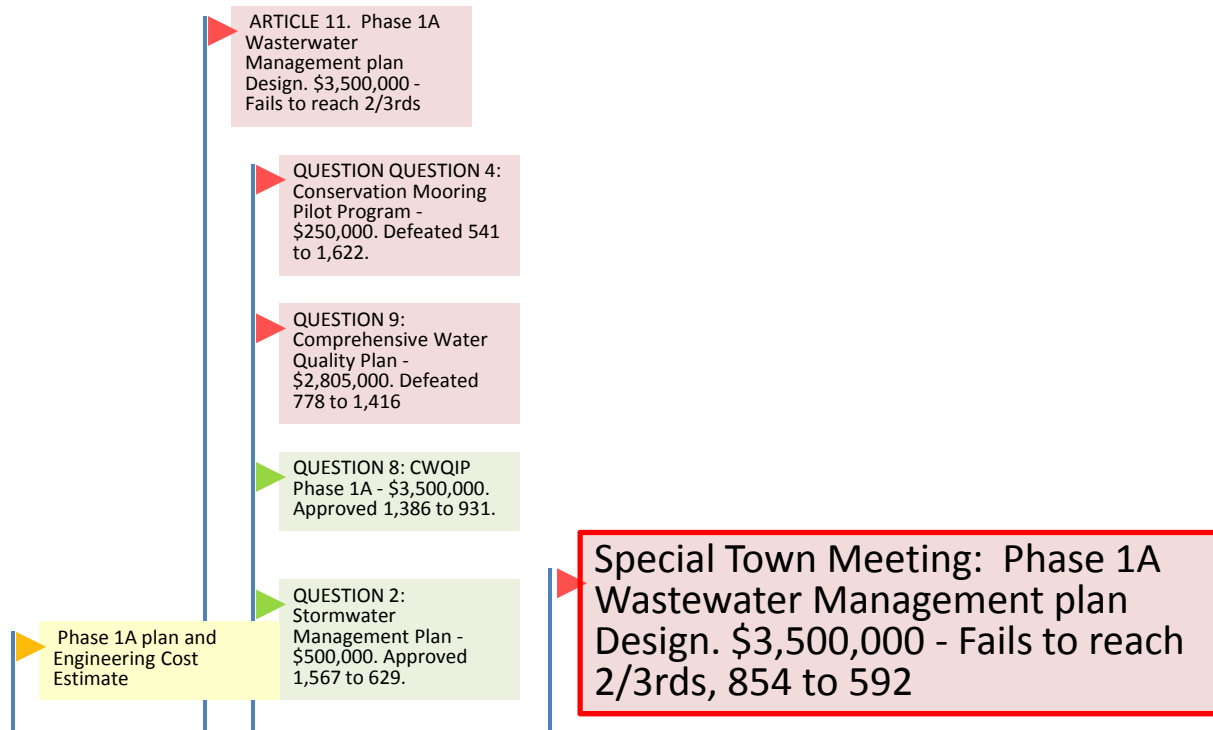 ARTICLE 11.  Phase 1A
Wasterwater
Management plan
Design. $3,500,000 -
Fails to reach 2/3rds
QUESTION QUESTION 4:
Conservation Mooring
Pilot Program -
$250,000. Defeated 541
to 1,622.
QUESTION 9:
Comprehensive Water
Quality Plan -
$2,805,000. Defeated
778 to 1,416
QUESTION 8: CWQIP
Phase 1A - $3,500,000.
Approved 1,386 to 931.
QUESTION 2:
Stormwater
Management Plan -
$500,000. Approved
1,567 to 629.
Phase 1A plan and
Engineering Cost
Estimate
Special Town Meeting:  Phase 1A
Wastewater Management plan
Design. $3,500,000 - Fails to reach
2/3rds, 854 to 592